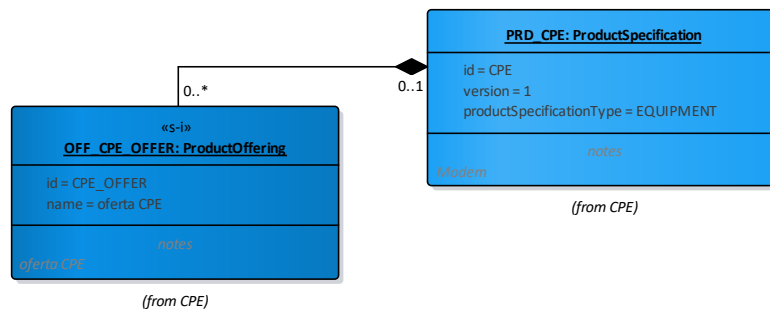 PRD_CPE: ProductSpecification
id = CPE
version = 1
productSpecificationType = EQUIPMENT
notes
Modem
(from CPE)
0..1
0..*
«s-i»
OFF_CPE_OFFER: ProductOffering
id = CPE_OFFER
name = oferta CPE
notes
oferta CPE
(from CPE)